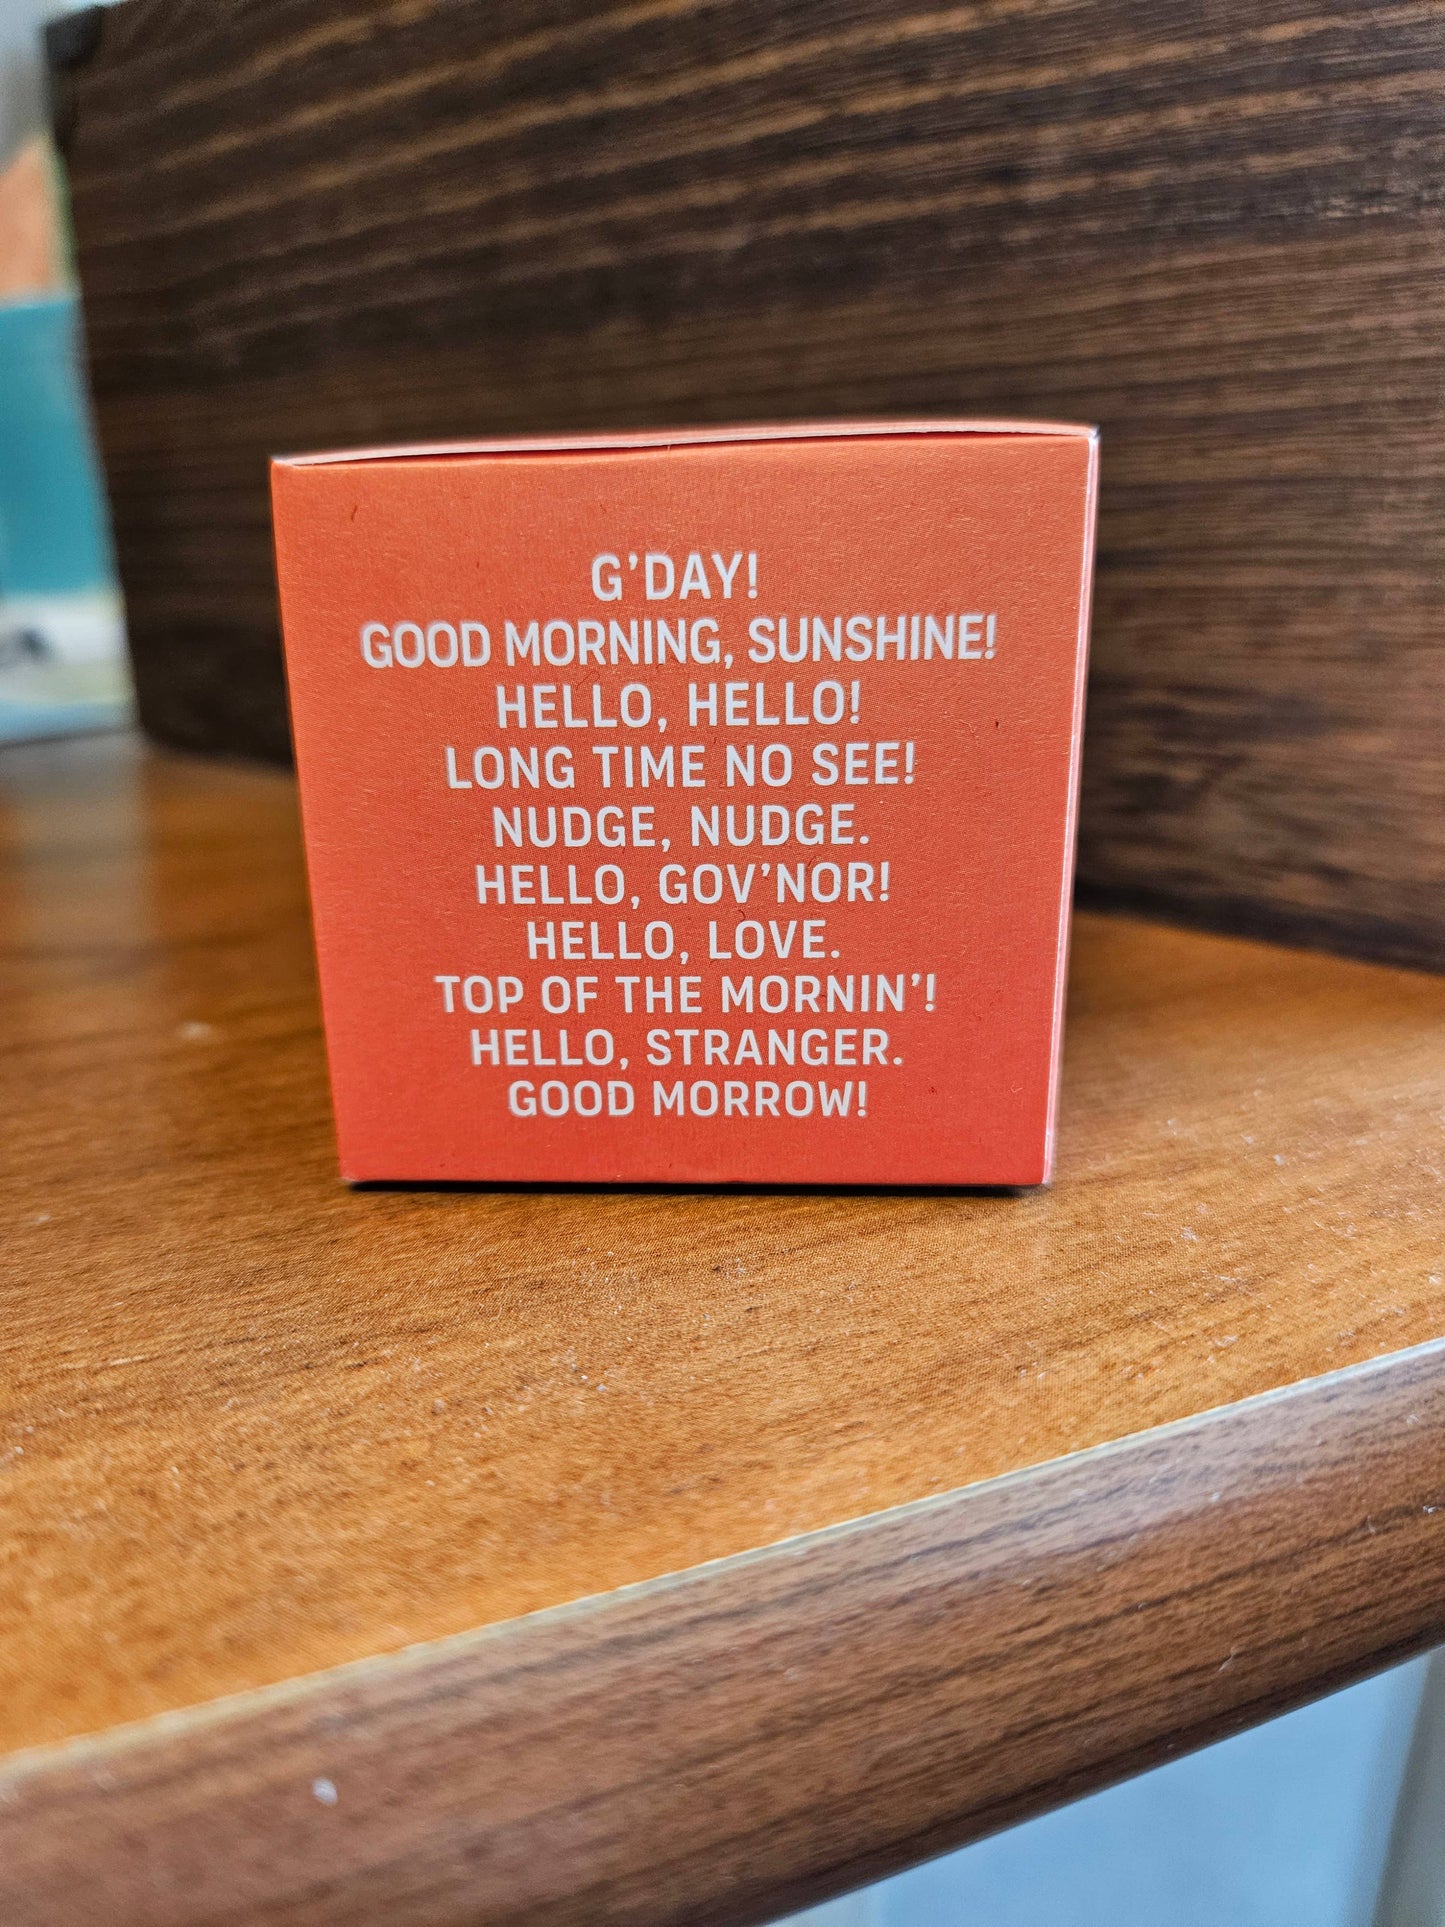 G'DAY!
GOOD MORNING, SUNSHINE!
HELLO, HELLO!
LONG TIME NO SEE!
NUDGE, NUDGE.
HELLO, GOV'NOR!
HELLO, LOVE.
TOP OF THE MORNIN'!
HELLO, STRANGER.
GOOD MORROW!